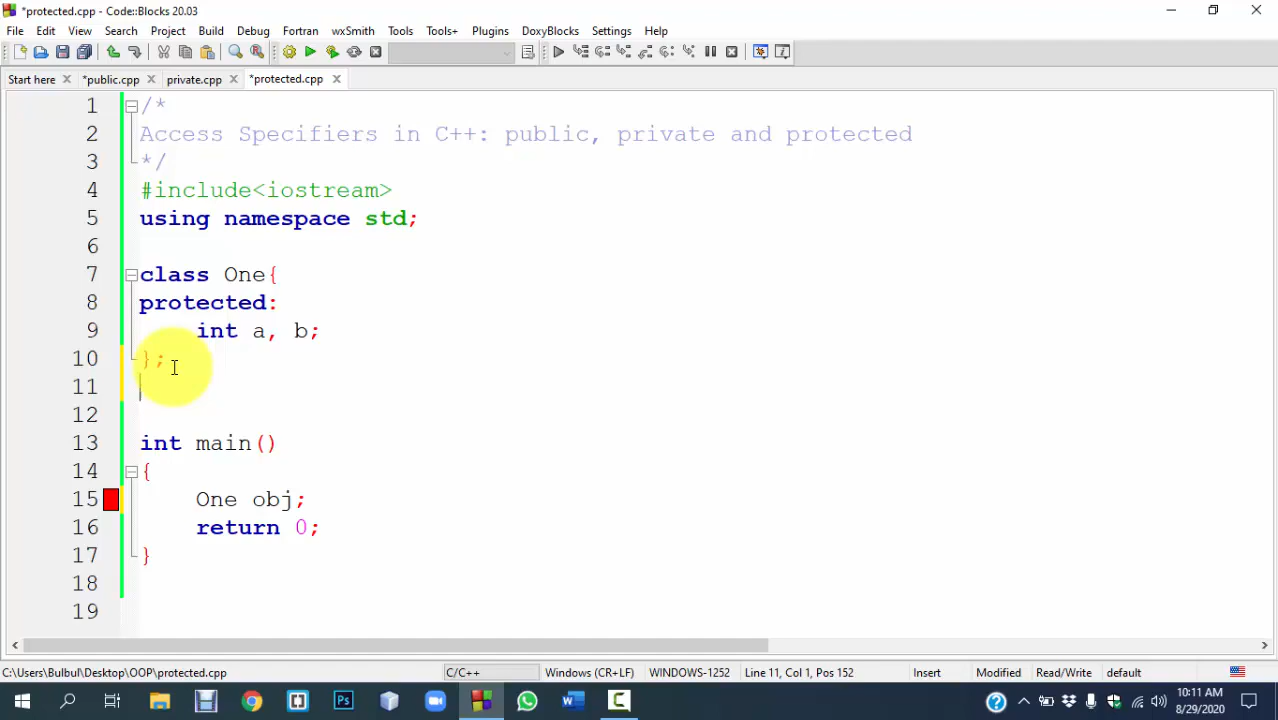 *protected.cpp - Code::Blocks 20.03
File Edit View Search Project Build Debug Fortran wxSmith Tools Tools+ Plugins DoxyBlocks Settings Help
Start here *public.cpp private.cpp *protected.cpp
1 /*
2 Access Specifiers in C++: public, private and protected
3 */
4 #include<iostream>
5 using namespace std;
6
7 class One{
8 protected:
9 int a, b;
10 };
11
12
13 int main()
14 {
15 One obj;
16 return 0;
17 }
18
19
C:\Users\Bulbul\Desktop\OOP\protected.cpp C/C++ Windows (CR+LF) WINDOWS-1252 Line 11, Col 1, Pos 152 Insert Modified Read/Write default
10:11 AM
8/29/2020